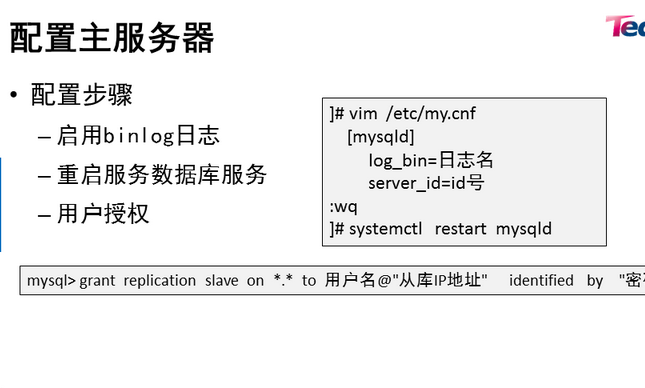 配置主服务器
Tec
• 配置步骤
– 启用binlog日志
– 重启服务数据库服务
– 用户授权
]# vim /etc/my.cnf
[mysqld]
log_bin=日志名
server_id=id号
:wq
]# systemctl restart mysqld
mysql> grant replication slave on *.* to 用户名@"从库IP地址" identified by "密